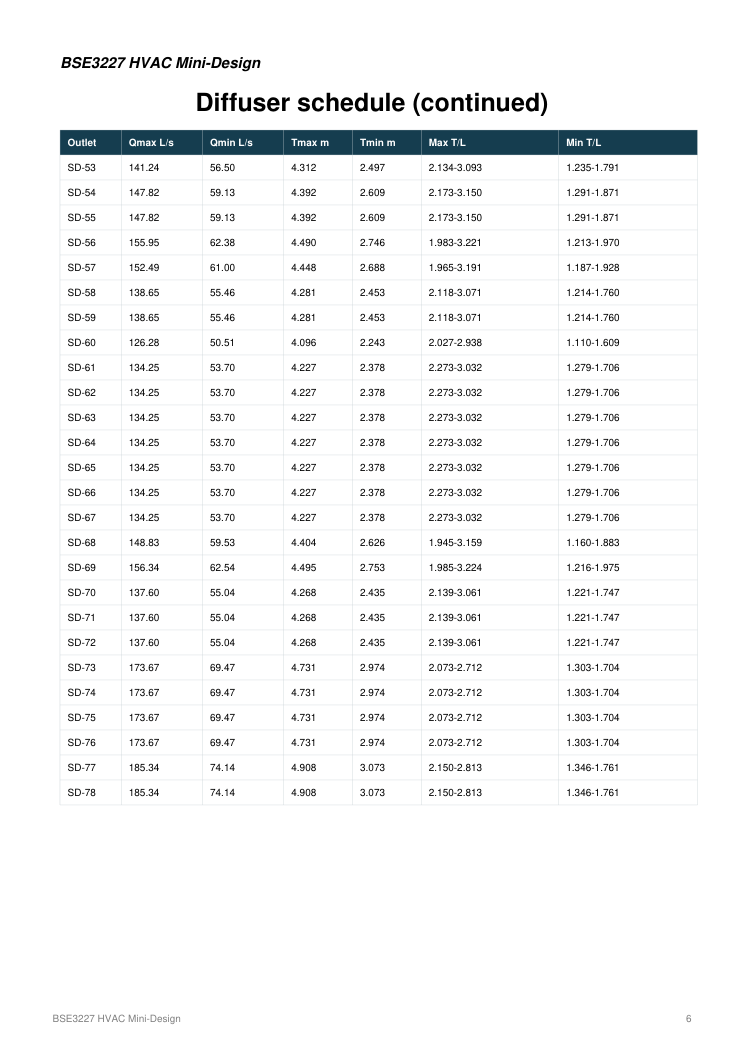 BSE3227 HVAC Mini-Design
Diffuser schedule (continued)
Outlet Qmax L/s Qmin L/s Tmax m Tmin m Max T/L Min T/L
SD-53 141.24 56.50 4.312 2.497 2.134-3.093 1.235-1.791
SD-54 147.82 59.13 4.392 2.609 2.173-3.150 1.291-1.871
SD-55 147.82 59.13 4.392 2.609 2.173-3.150 1.291-1.871
SD-56 155.95 62.38 4.490 2.746 1.983-3.221 1.213-1.970
SD-57 152.49 61.00 4.448 2.688 1.965-3.191 1.187-1.928
SD-58 138.65 55.46 4.281 2.453 2.118-3.071 1.214-1.760
SD-59 138.65 55.46 4.281 2.453 2.118-3.071 1.214-1.760
SD-60 126.28 50.51 4.096 2.243 2.027-2.938 1.110-1.609
SD-61 134.25 53.70 4.227 2.378 2.273-3.032 1.279-1.706
SD-62 134.25 53.70 4.227 2.378 2.273-3.032 1.279-1.706
SD-63 134.25 53.70 4.227 2.378 2.273-3.032 1.279-1.706
SD-64 134.25 53.70 4.227 2.378 2.273-3.032 1.279-1.706
SD-65 134.25 53.70 4.227 2.378 2.273-3.032 1.279-1.706
SD-66 134.25 53.70 4.227 2.378 2.273-3.032 1.279-1.706
SD-67 134.25 53.70 4.227 2.378 2.273-3.032 1.279-1.706
SD-68 148.83 59.53 4.404 2.626 1.945-3.159 1.160-1.883
SD-69 156.34 62.54 4.495 2.753 1.985-3.224 1.216-1.975
SD-70 137.60 55.04 4.268 2.435 2.139-3.061 1.221-1.747
SD-71 137.60 55.04 4.268 2.435 2.139-3.061 1.221-1.747
SD-72 137.60 55.04 4.268 2.435 2.139-3.061 1.221-1.747
SD-73 173.67 69.47 4.731 2.974 2.073-2.712 1.303-1.704
SD-74 173.67 69.47 4.731 2.974 2.073-2.712 1.303-1.704
SD-75 173.67 69.47 4.731 2.974 2.073-2.712 1.303-1.704
SD-76 173.67 69.47 4.731 2.974 2.073-2.712 1.303-1.704
SD-77 185.34 74.14 4.908 3.073 2.150-2.813 1.346-1.761
SD-78 185.34 74.14 4.908 3.073 2.150-2.813 1.346-1.761
BSE3227 HVAC Mini-Design 6